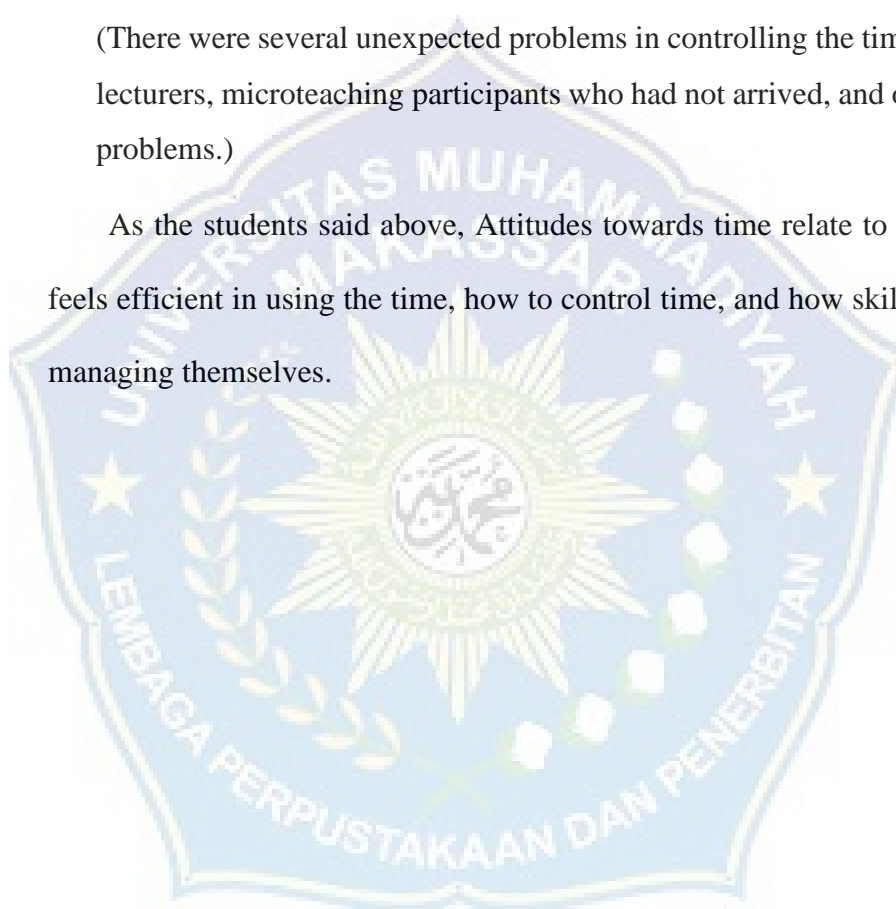 (There were several unexpected problems in controlling the
lecturers, microteaching participants who had not arrived, and
problems.)
As the students said above, Attitudes towards time relate to
feels efficient in using the time, how to control time, and how
managing themselves.
UNIVERSITAS MUHAMMADIYAH
MAKASSAR
LEMBAGA PERPUSTAKAAN DAN PENERBITAN